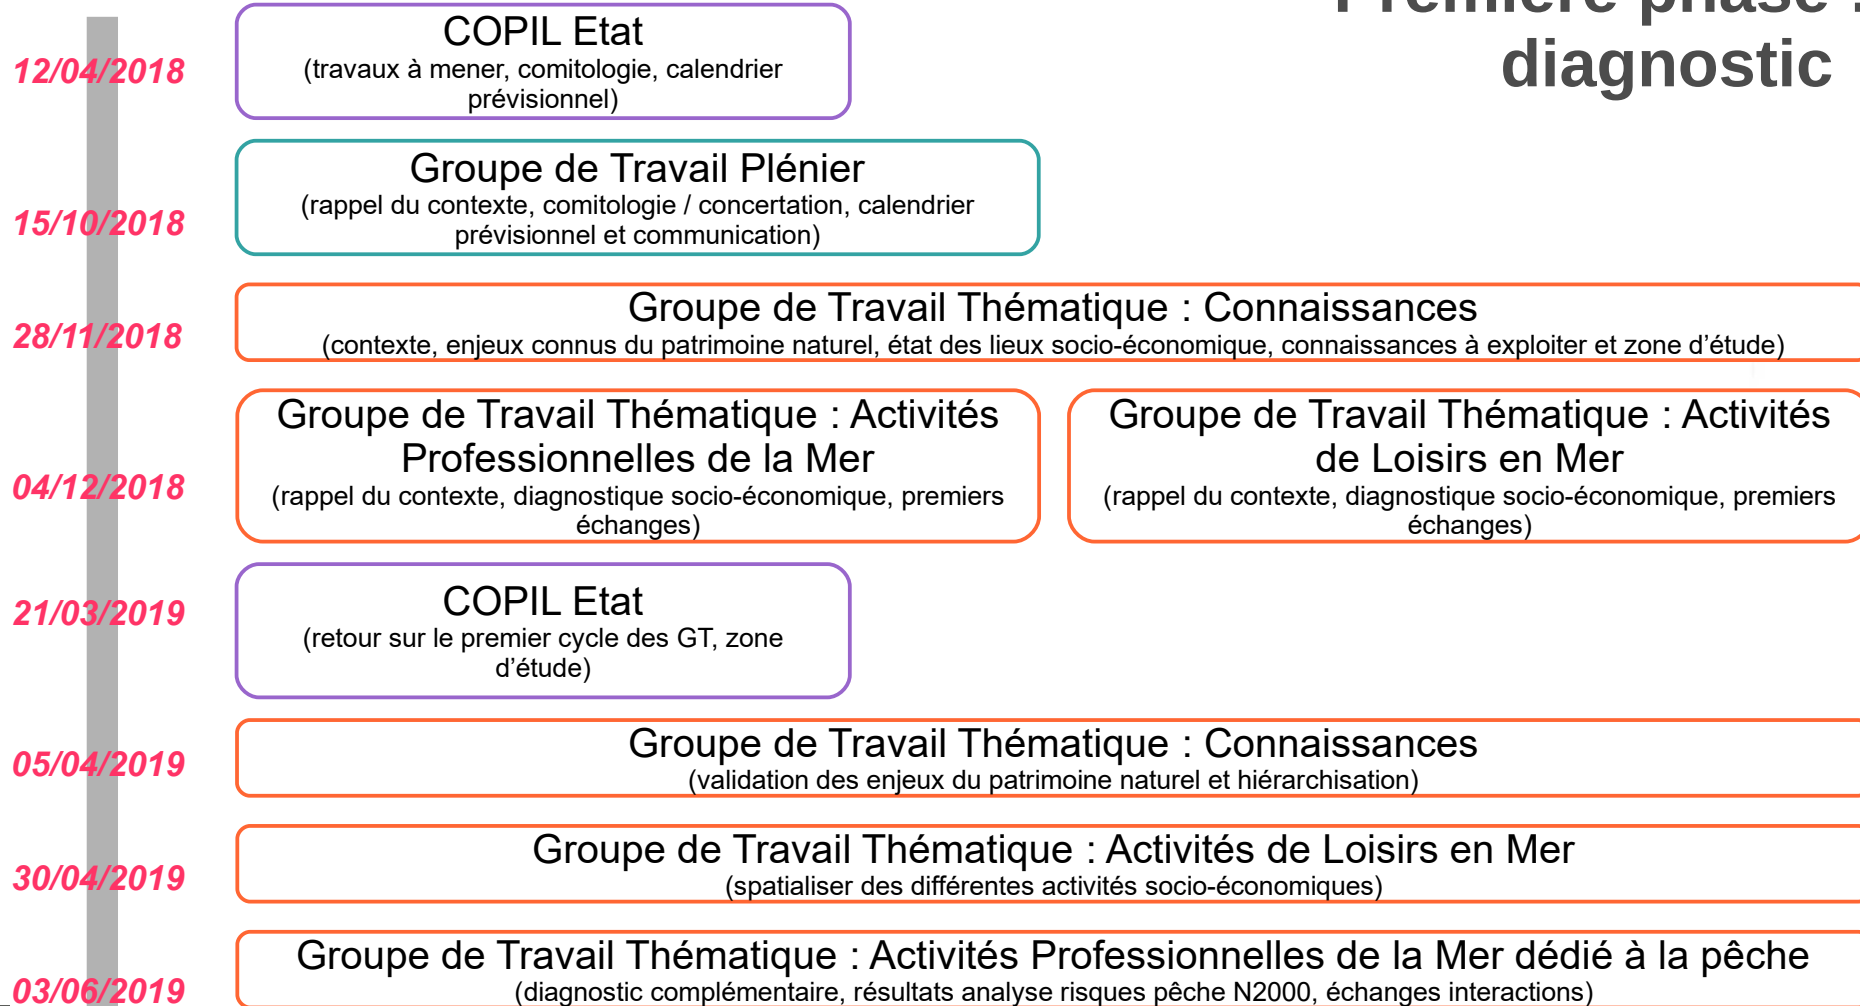 Première phase :
diagnostic
12/04/2018
COPIL Etat
(travaux à mener, comitologie, calendrier
prévisionnel)
15/10/2018
Groupe de Travail Plénier
(rappel du contexte, comitologie / concertation, calendrier
prévisionnel et communication)
28/11/2018
Groupe de Travail Thématique : Connaissances
(contexte, enjeux connus du patrimoine naturel, état des lieux socio-économique, connaissances à exploiter et zone d'étude)
04/12/2018
Groupe de Travail Thématique : Activités
Professionnelles de la Mer
(rappel du contexte, diagnostique socio-économique, premiers
échanges)
Groupe de Travail Thématique : Activités
de Loisirs en Mer
(rappel du contexte, diagnostique socio-économique, premiers
échanges)
21/03/2019
COPIL Etat
(retour sur le premier cycle des GT, zone
d'étude)
05/04/2019
Groupe de Travail Thématique : Connaissances
(validation des enjeux du patrimoine naturel et hiérarchisation)
30/04/2019
Groupe de Travail Thématique : Activités de Loisirs en Mer
(spatialiser des différentes activités socio-économiques)
03/06/2019
Groupe de Travail Thématique : Activités Professionnelles de la Mer dédié à la pêche
(diagnostic complémentaire, résultats analyse risques pêche N2000, échanges interactions)